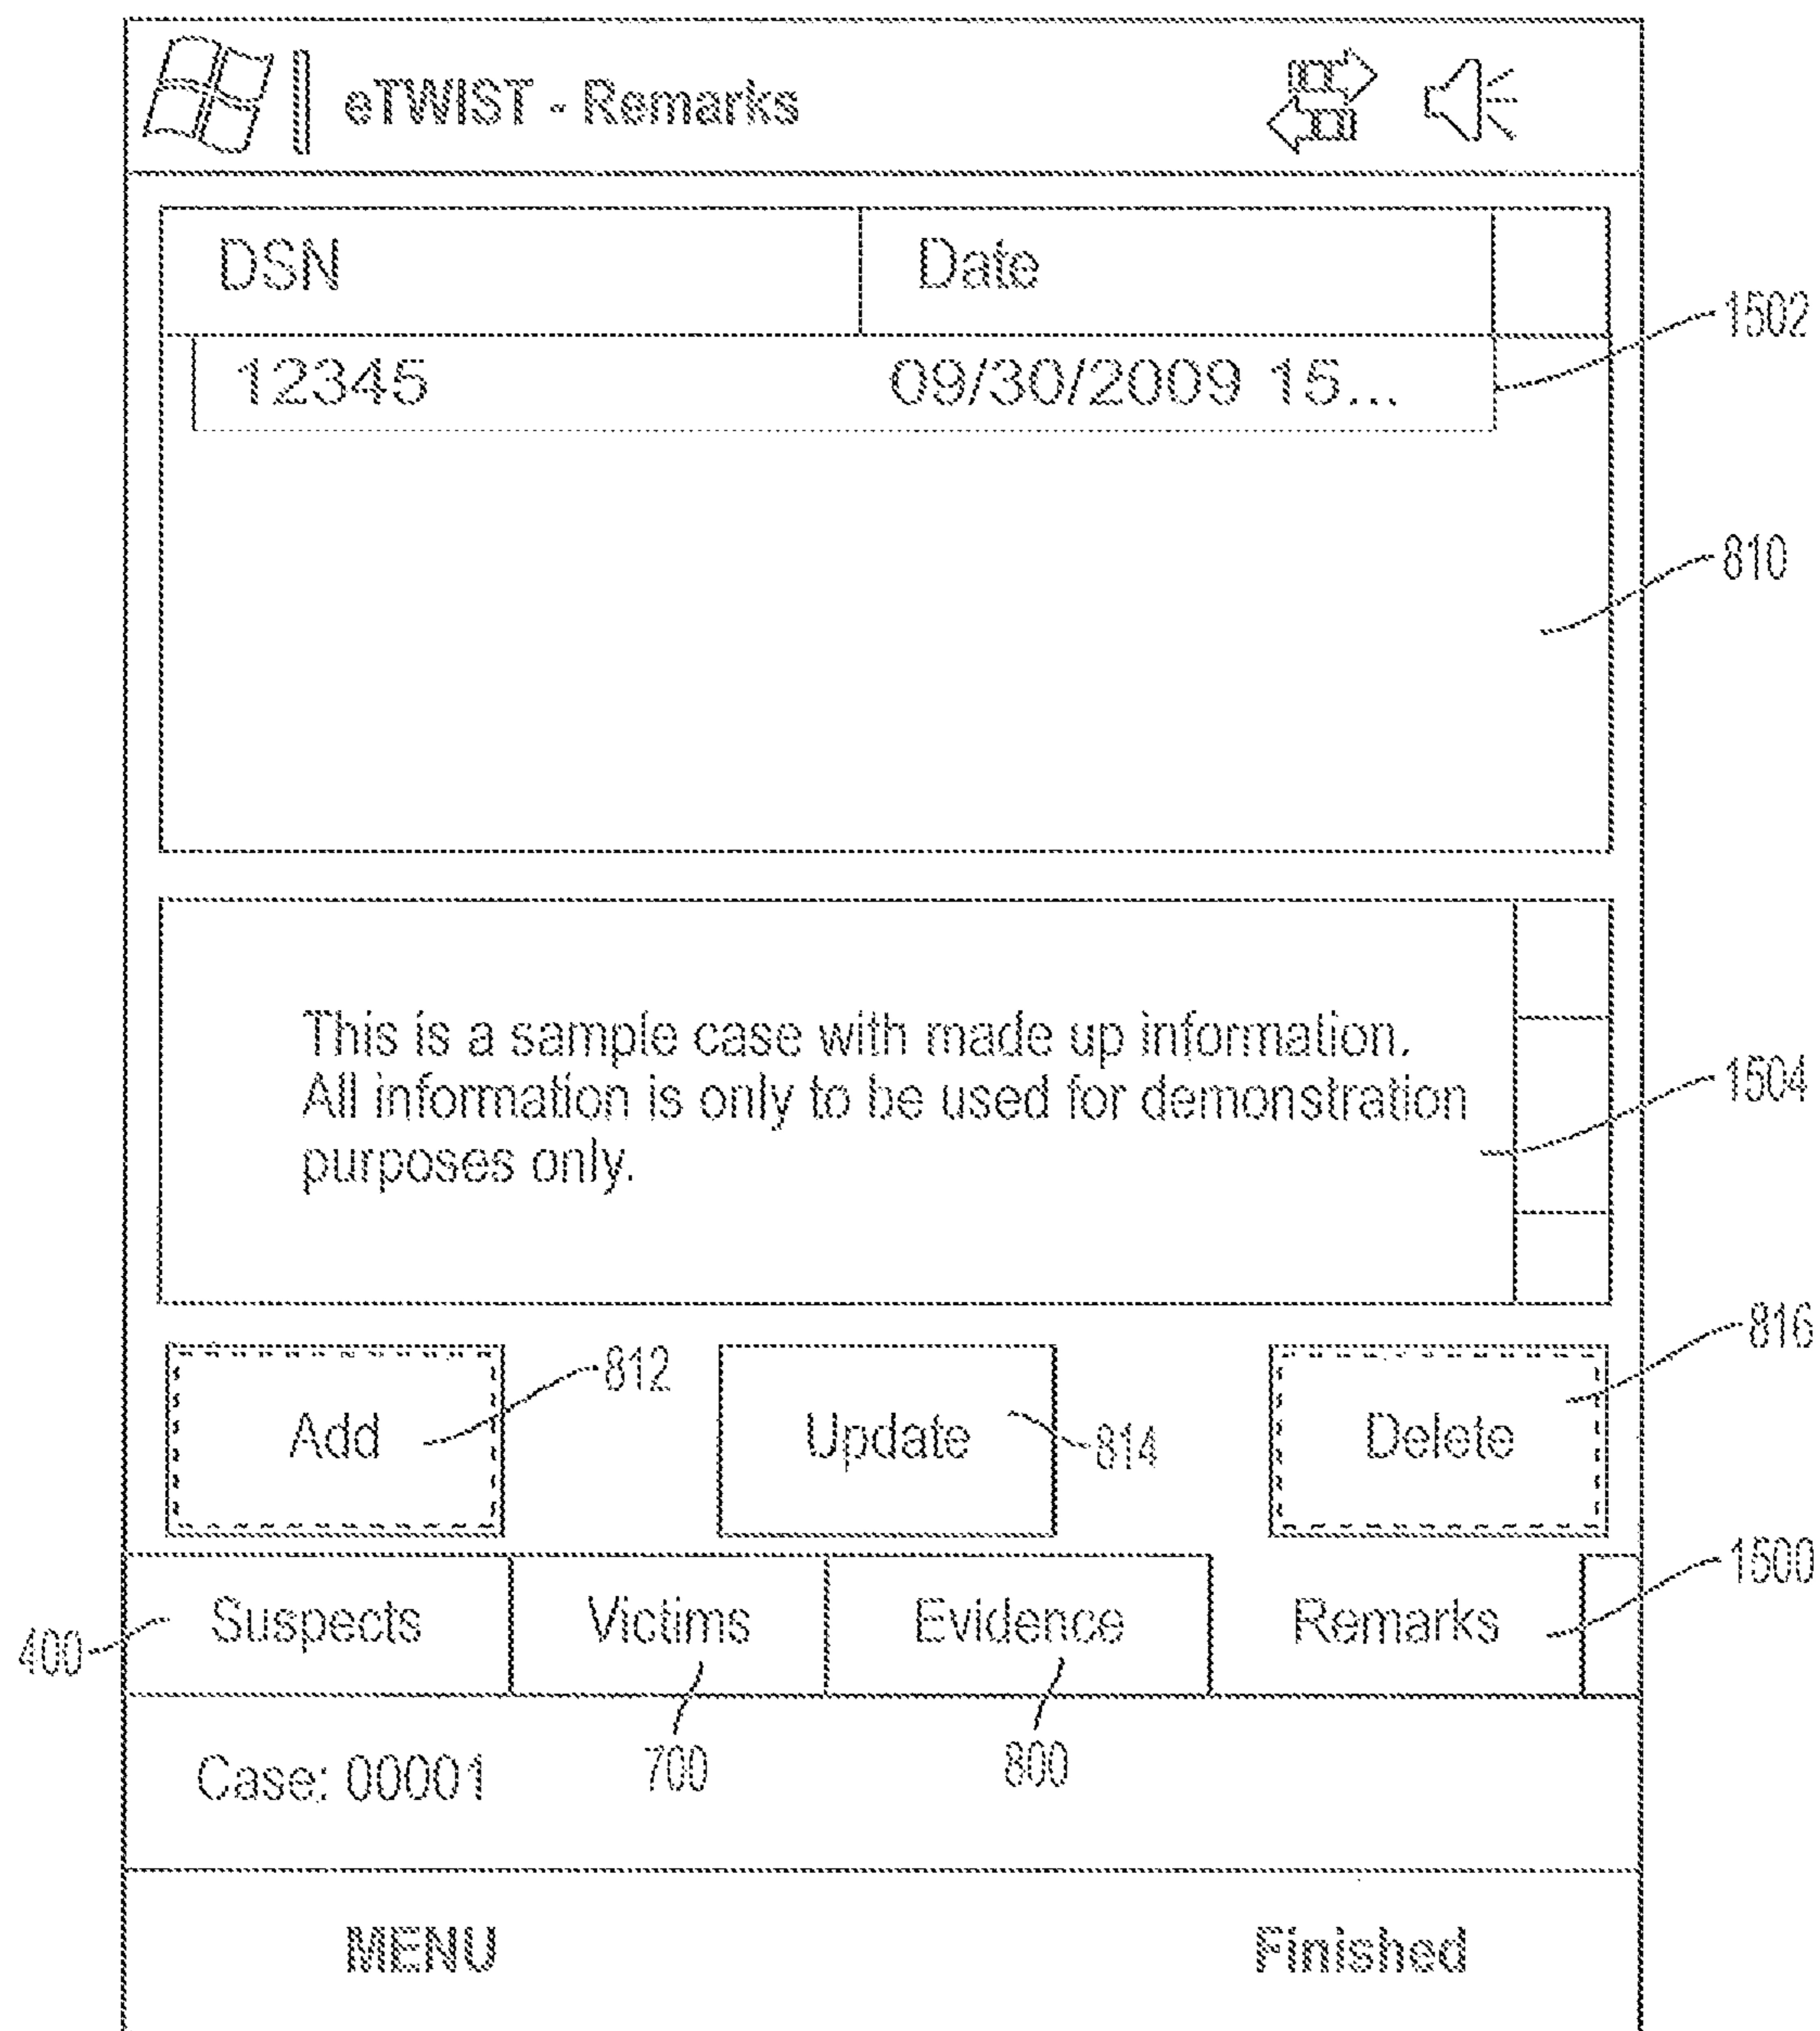 eTWIST - Remarks
DSN Date
1502
12345 09/30/2009 15...
810
This is a sample case with made up information.
All information is only to be used for demonstration
purposes only.
1504
816
812
Add Update Delete
814
1500
Suspects Victims Evidence Remarks
400
Case: 00001
700 800
MENU Finished